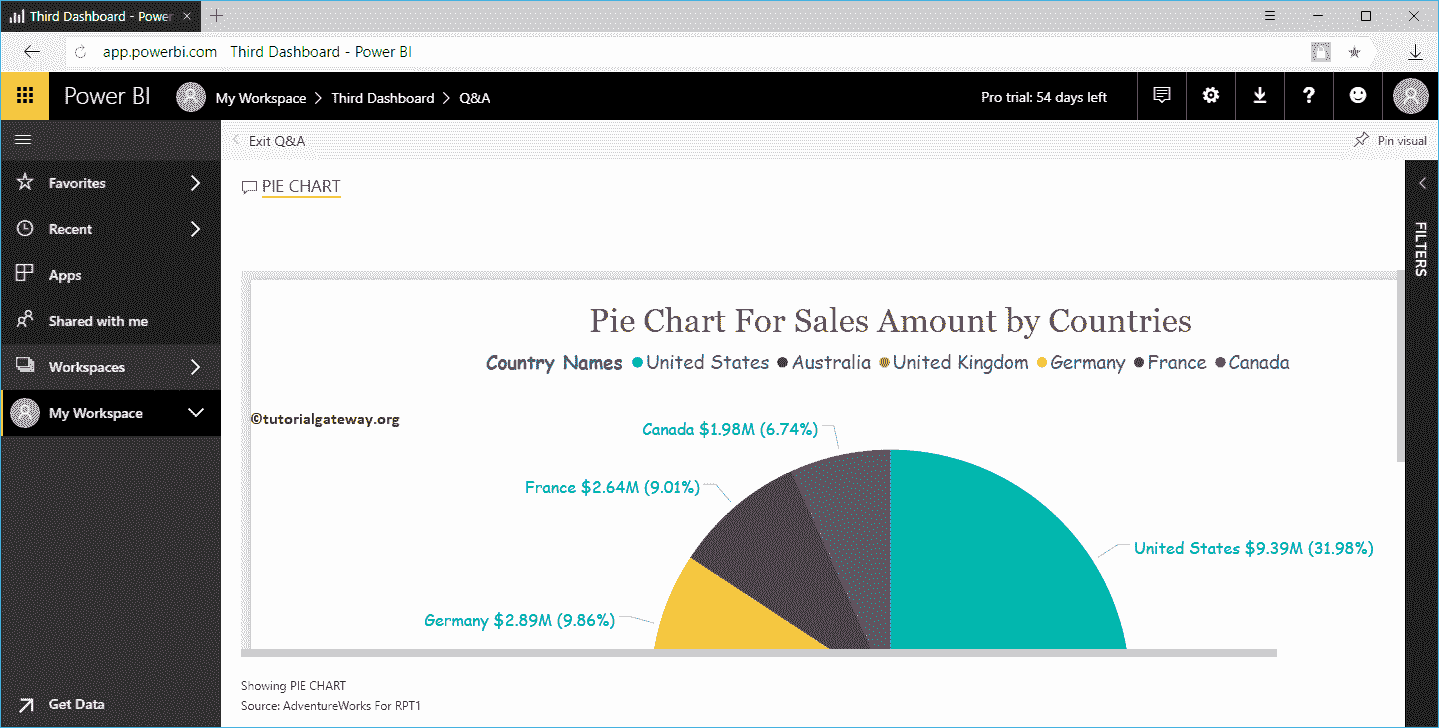 Third Dashboard - Power
app.powerbi.com Third Dashboard - Power BI
Power BI My Workspace > Third Dashboard > Q&A Pro trial: 54 days left
Exit Q&A Pin visual
Favorites
Recent
Apps
Shared with me
Workspaces
My Workspace
Get Data
PIE CHART
FILTERS
Pie Chart For Sales Amount by Countries
Country Names United States Australia United Kingdom Germany France Canada
©tutorialgateway.org
Canada $1.98M (6.74%)
France $2.64M (9.01%)
United States $9.39M (31.98%)
Germany $2.89M (9.86%)
Showing PIE CHART
Source: AdventureWorks For RPT1